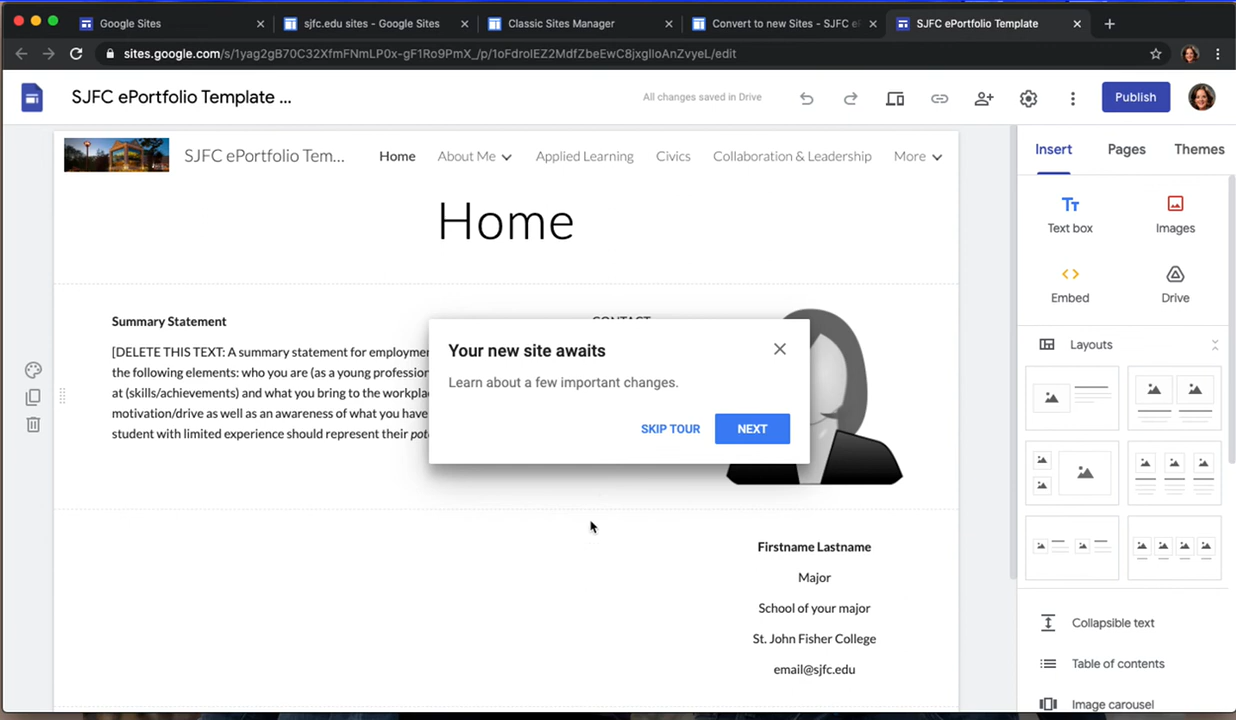 Google Sites
sjfc.edu sites - Google Sites
Classic Sites Manager
Convert to new Sites - SJFC eP
SJFC ePortfolio Template
sites.google.com/s/1yag2gB70C32XfmFNmLP0x-gF1Ro9PmX_/p/1oFdroIEZ2MdfZbeEwC8jxglIoAnZvyeL/edit
SJFC ePortfolio Template ...
All changes saved in Drive
Publish
SJFC ePortfolio Tem...
Home
About Me
Applied Learning
Civics
Collaboration & Leadership
More
Insert
Pages
Themes
Home
Text box
Images
Embed
Drive
Summary Statement
CONTACT
[DELETE THIS TEXT: A summary statement for employmen
the following elements: who you are (as a young profession
at (skills/achievements) and what you bring to the workplac
motivation/drive as well as an awareness of what you have
student with limited experience should represent their pot
Your new site awaits
Learn about a few important changes.
SKIP TOUR
NEXT
Layouts
Firstname Lastname
Major
School of your major
St. John Fisher College
email@sjfc.edu
Collapsible text
Table of contents
Image carousel